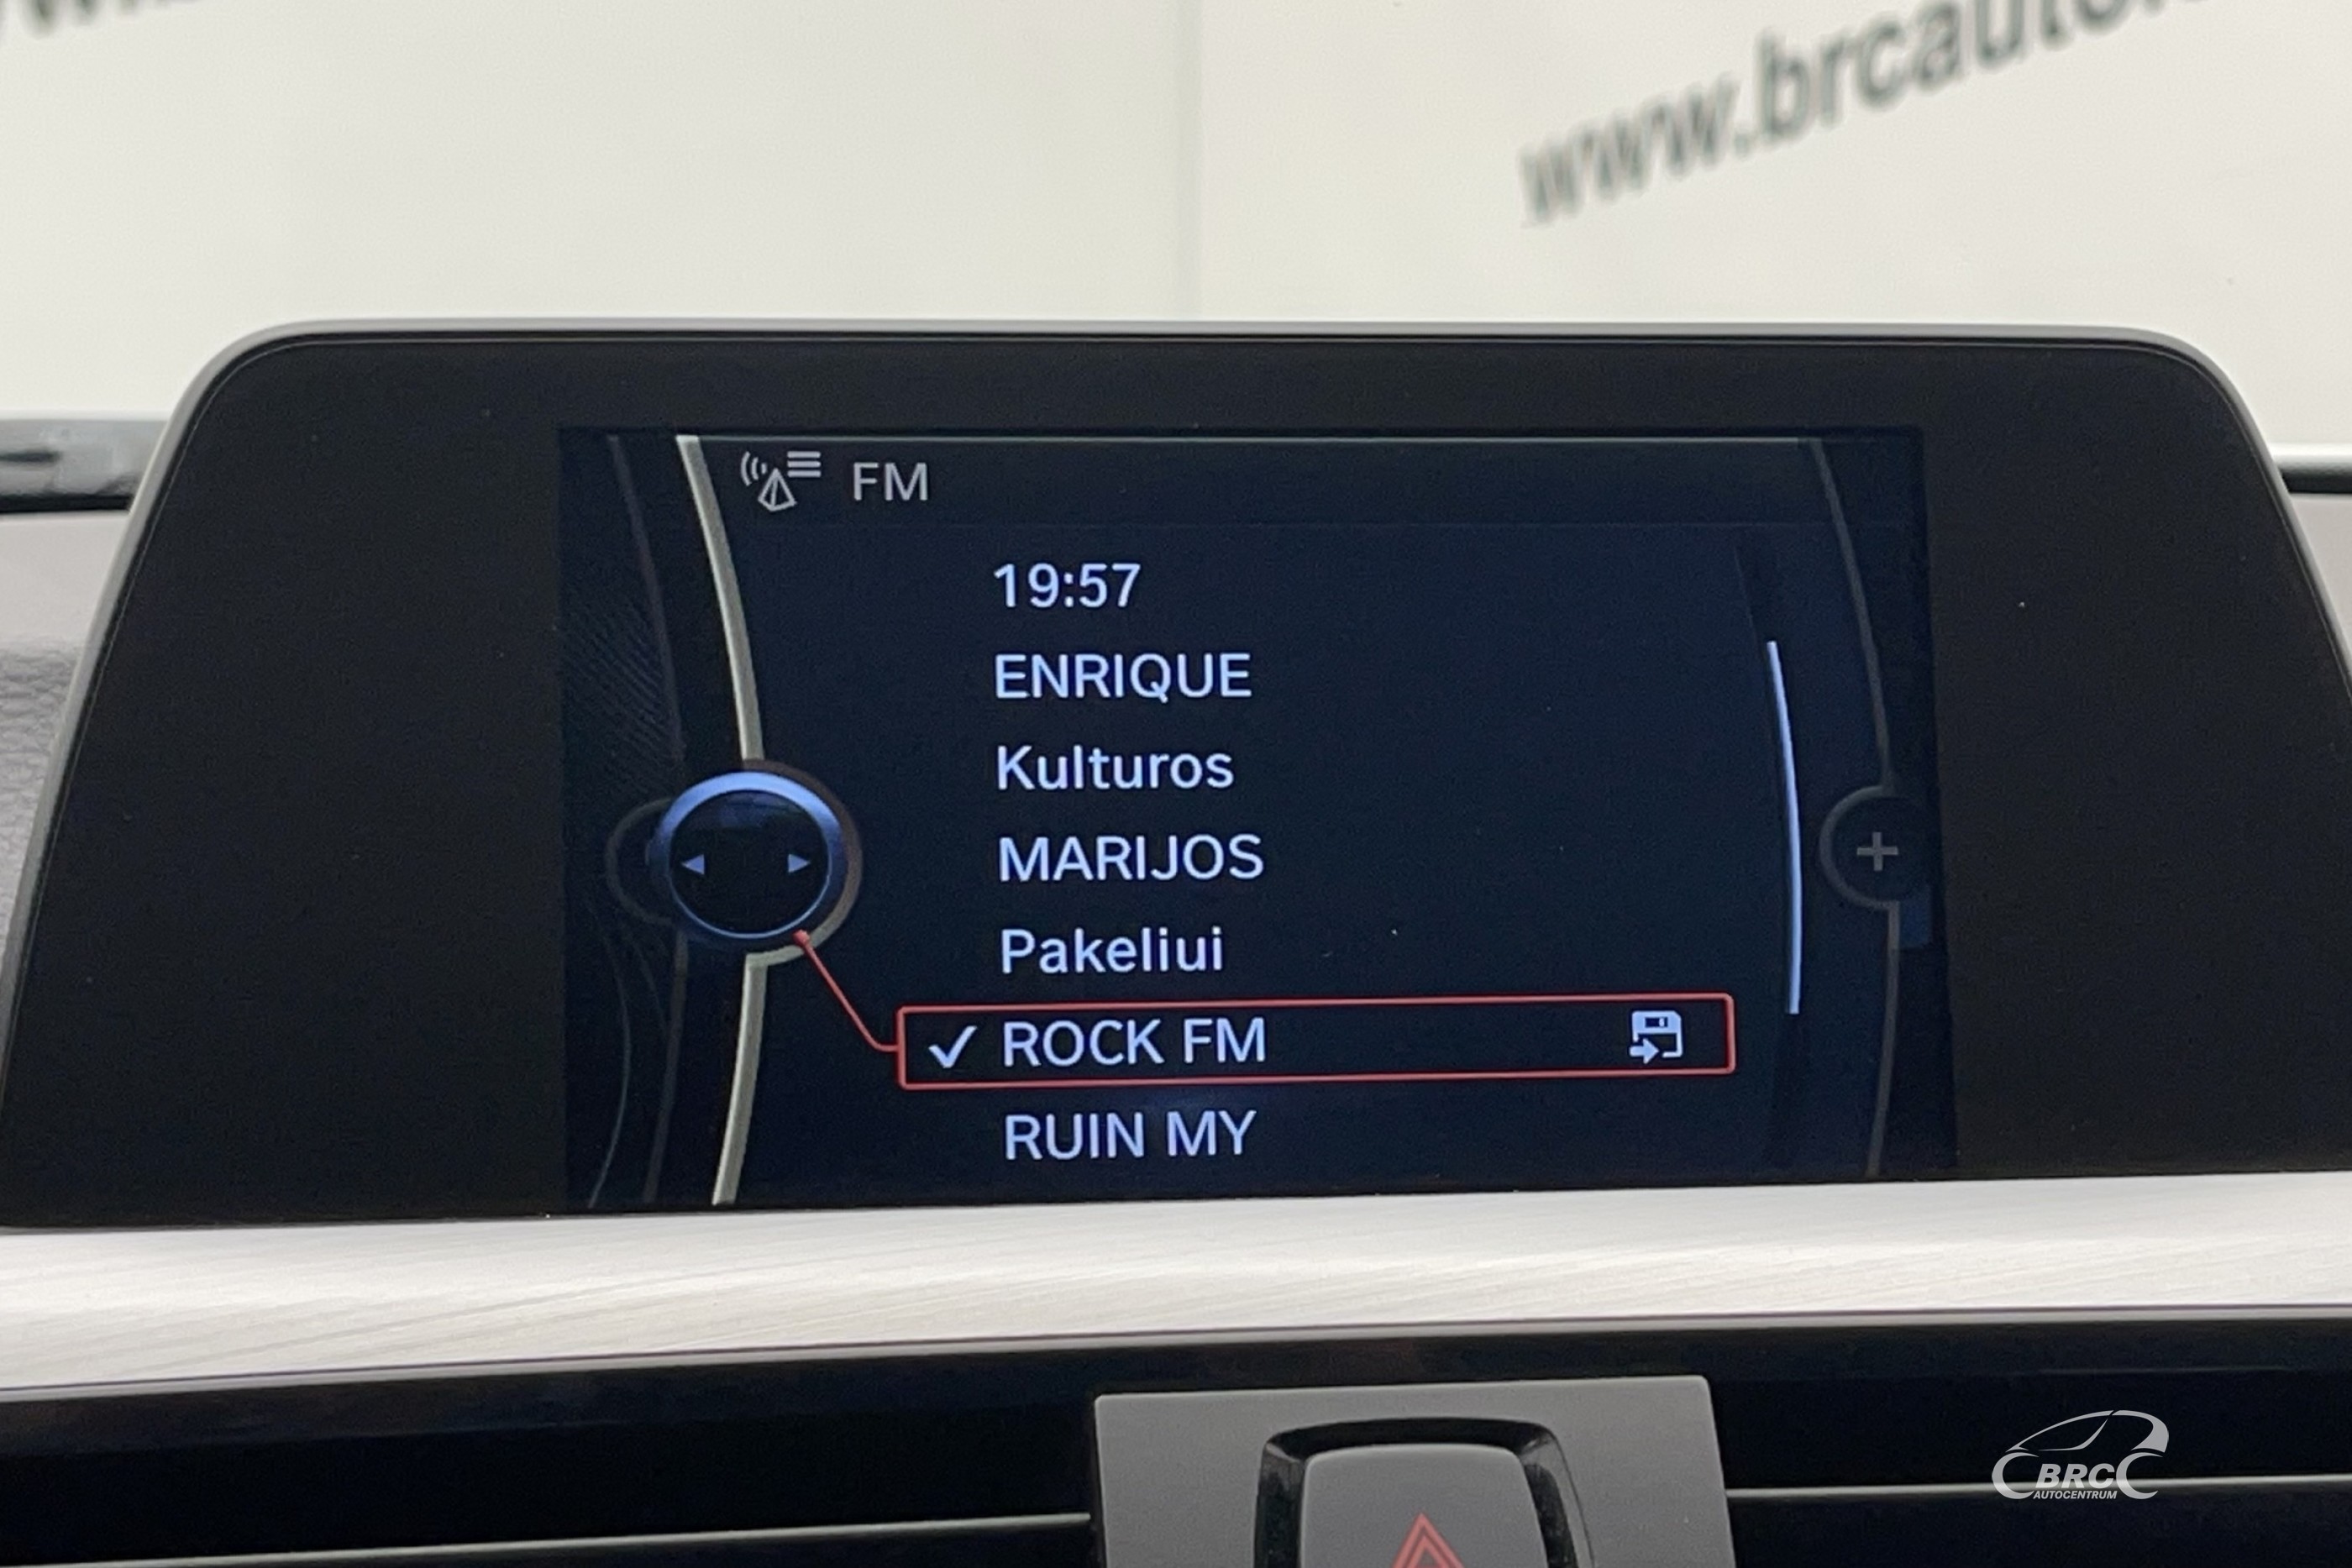 www.brcauto.
FM
19:57
ENRIQUE
Kulturos
MARIJOS
Pakeliui
ROCK FM
RUIN MY
BRC
AUTOCENTRUM